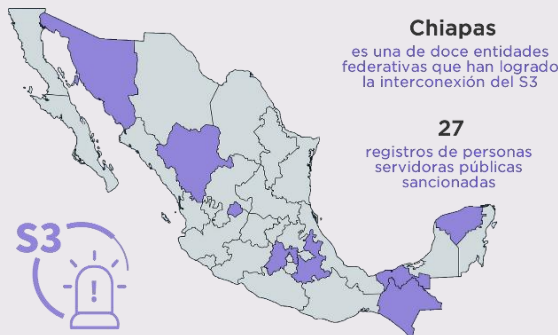 Chiapas
es una de doce entidades
federativas que han logrado
la interconexión del S3
27
registros de personas
servidoras públicas
sancionadas
S3
!